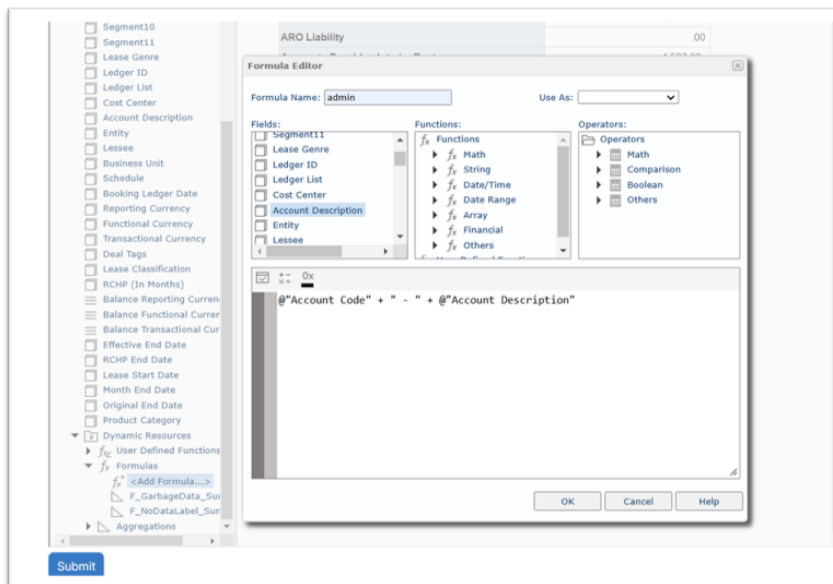 Segment10
Segment11
Lease Genre
Ledger ID
Ledger List
Cost Center
Account Description
Entity
Lessee
Business Unit
Schedule
Booking Ledger Date
Reporting Currency
Functional Currency
Transactional Currency
Deal Tags
Lease Classification
RCHP (In Months)
Balance Reporting Curren
Balance Functional Curren
Balance Transactional Cur
Effective End Date
RCHP End Date
Lease Start Date
Month End Date
Original End Date
Product Category
Dynamic Resources
User Defined Functions
Formulas
<Add Formula...>
F_GarbageData_Su
F_NoDataLabel_Sur
Aggregations
ARO Liability .00
Formula Editor
Formula Name: admin Use As:
Fields: Functions: Operators:
Segment11
Lease Genre
Ledger ID
Ledger List
Cost Center
Account Description
Entity
Lessee
Functions
Math
String
Date/Time
Date Range
Array
Financial
Others
Operators
Math
Comparison
Boolean
Others
0x
@"Account Code" + " - " + @"Account Description"
OK Cancel Help
Submit